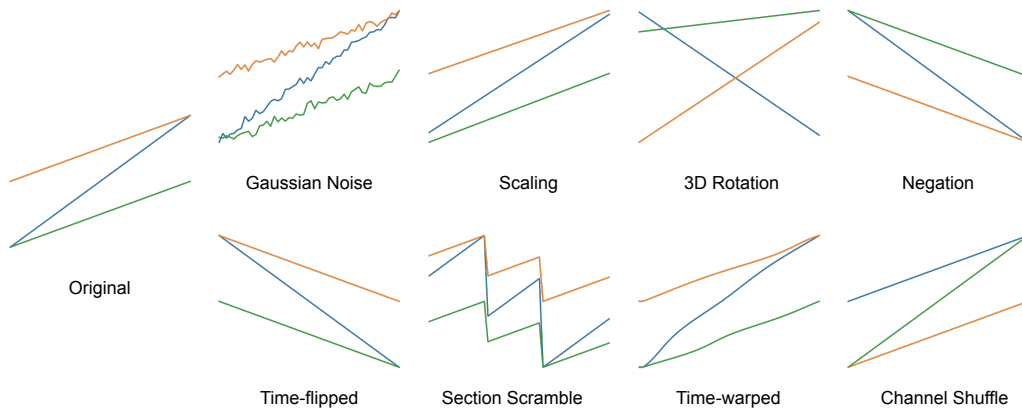 Gaussian Noise
Scaling
3D Rotation
Negation
Original
Time-flipped
Section Scramble
Time-warped
Channel Shuffle